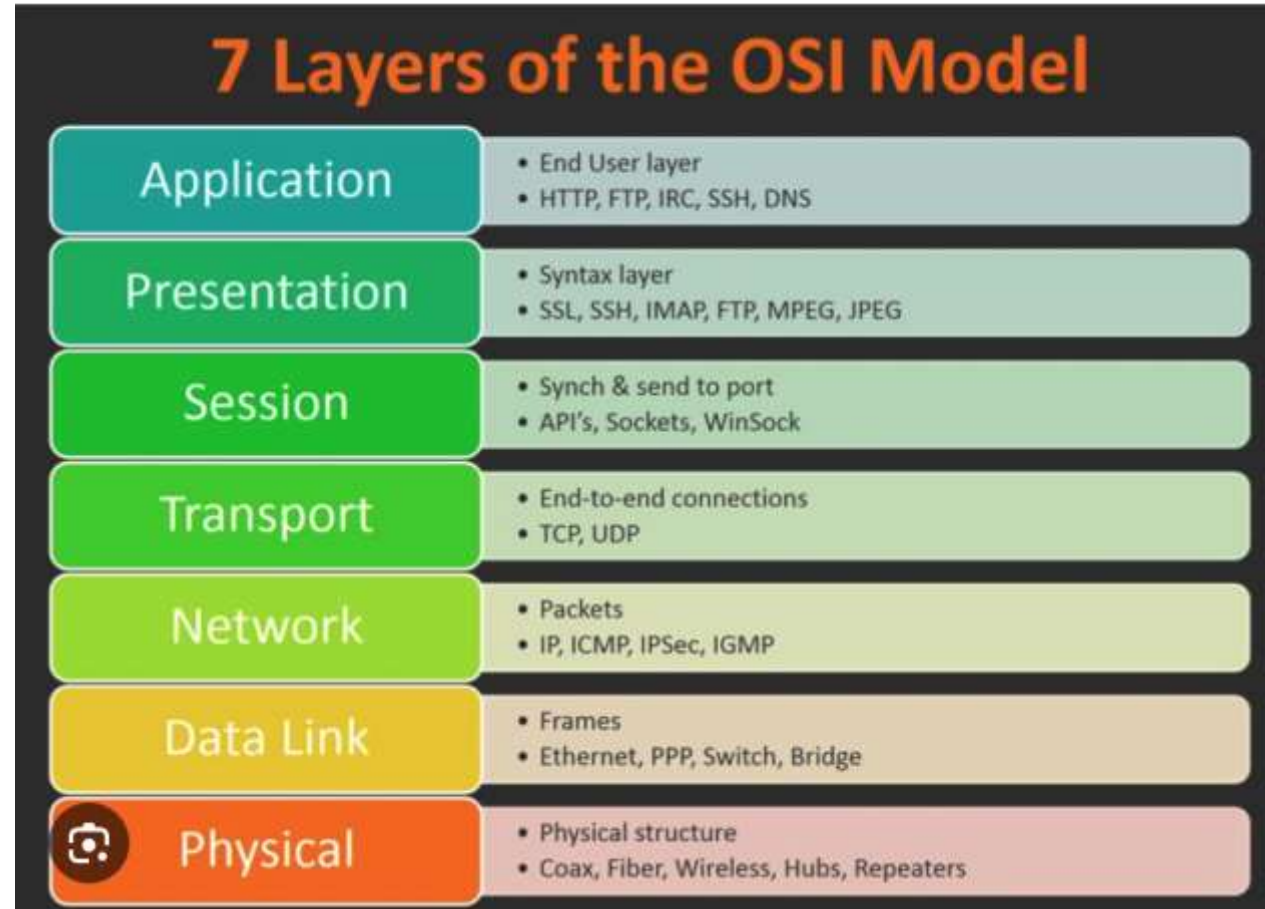 7 Layers of the OSI Model
Application
• End User layer
• HTTP, FTP, IRC, SSH, DNS
Presentation
• Syntax layer
• SSL, SSH, IMAP, FTP, MPEG, JPEG
Session
• Synch & send to port
• API's, Sockets, WinSock
Transport
• End-to-end connections
• TCP, UDP
Network
• Packets
• IP, ICMP, IPSec, IGMP
Data Link
• Frames
• Ethernet, PPP, Switch, Bridge
Physical
• Physical structure
• Coax, Fiber, Wireless, Hubs, Repeaters